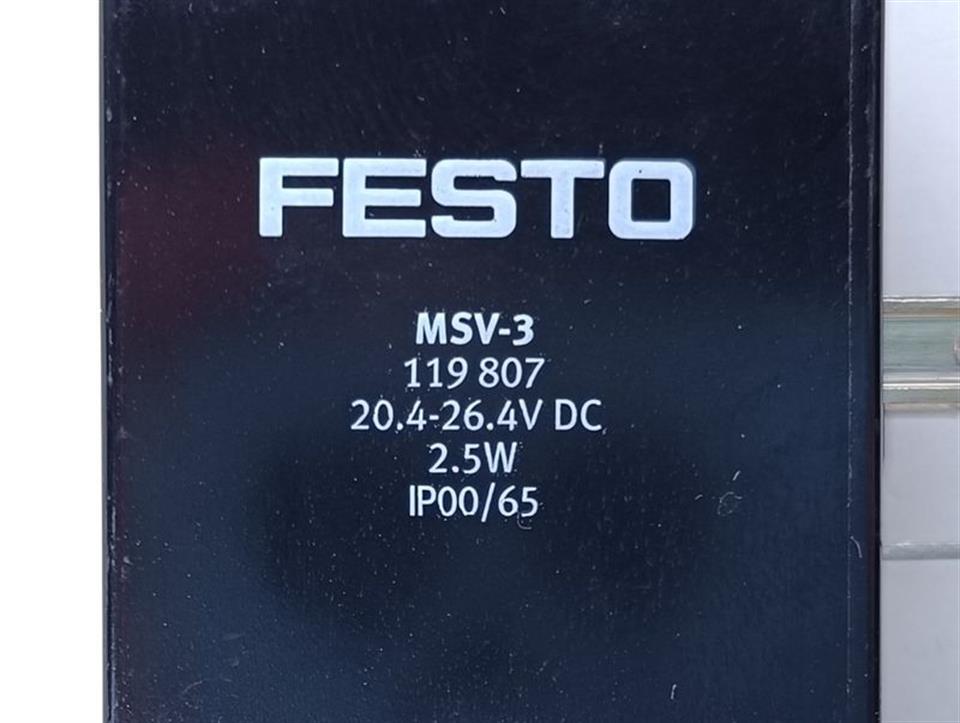 FESTO
MSV-3
119 807
20.4-26.4V DC
2.5W
IP00/65